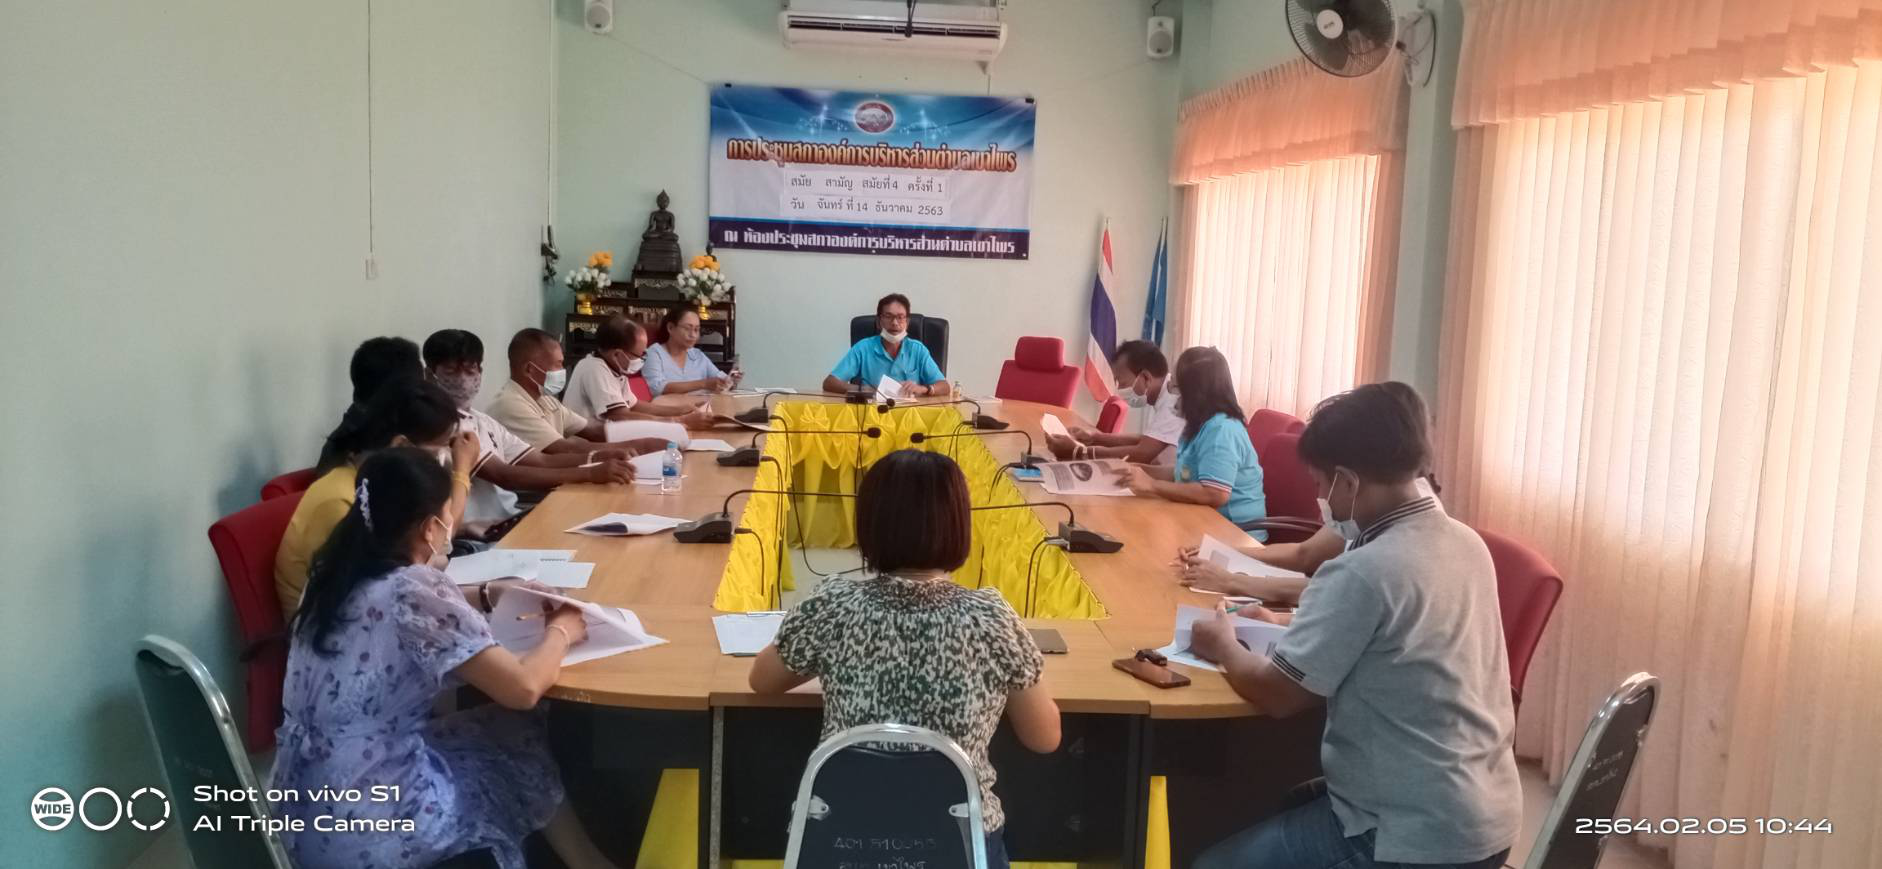 การประชุมสภาองค์การบริหารส่วนตำบลเขาไพร
สมัย สามัญ สมัยที่ 4 ครั้งที่ 1
วัน จันทร์ ที่ 14 ธันวาคม 2563
ณ ห้องประชุมสภาองค์การบริหารส่วนตำบลเขาไพร
WIDE
Shot on vivo S1
AI Triple Camera
2564.02.05 10:44